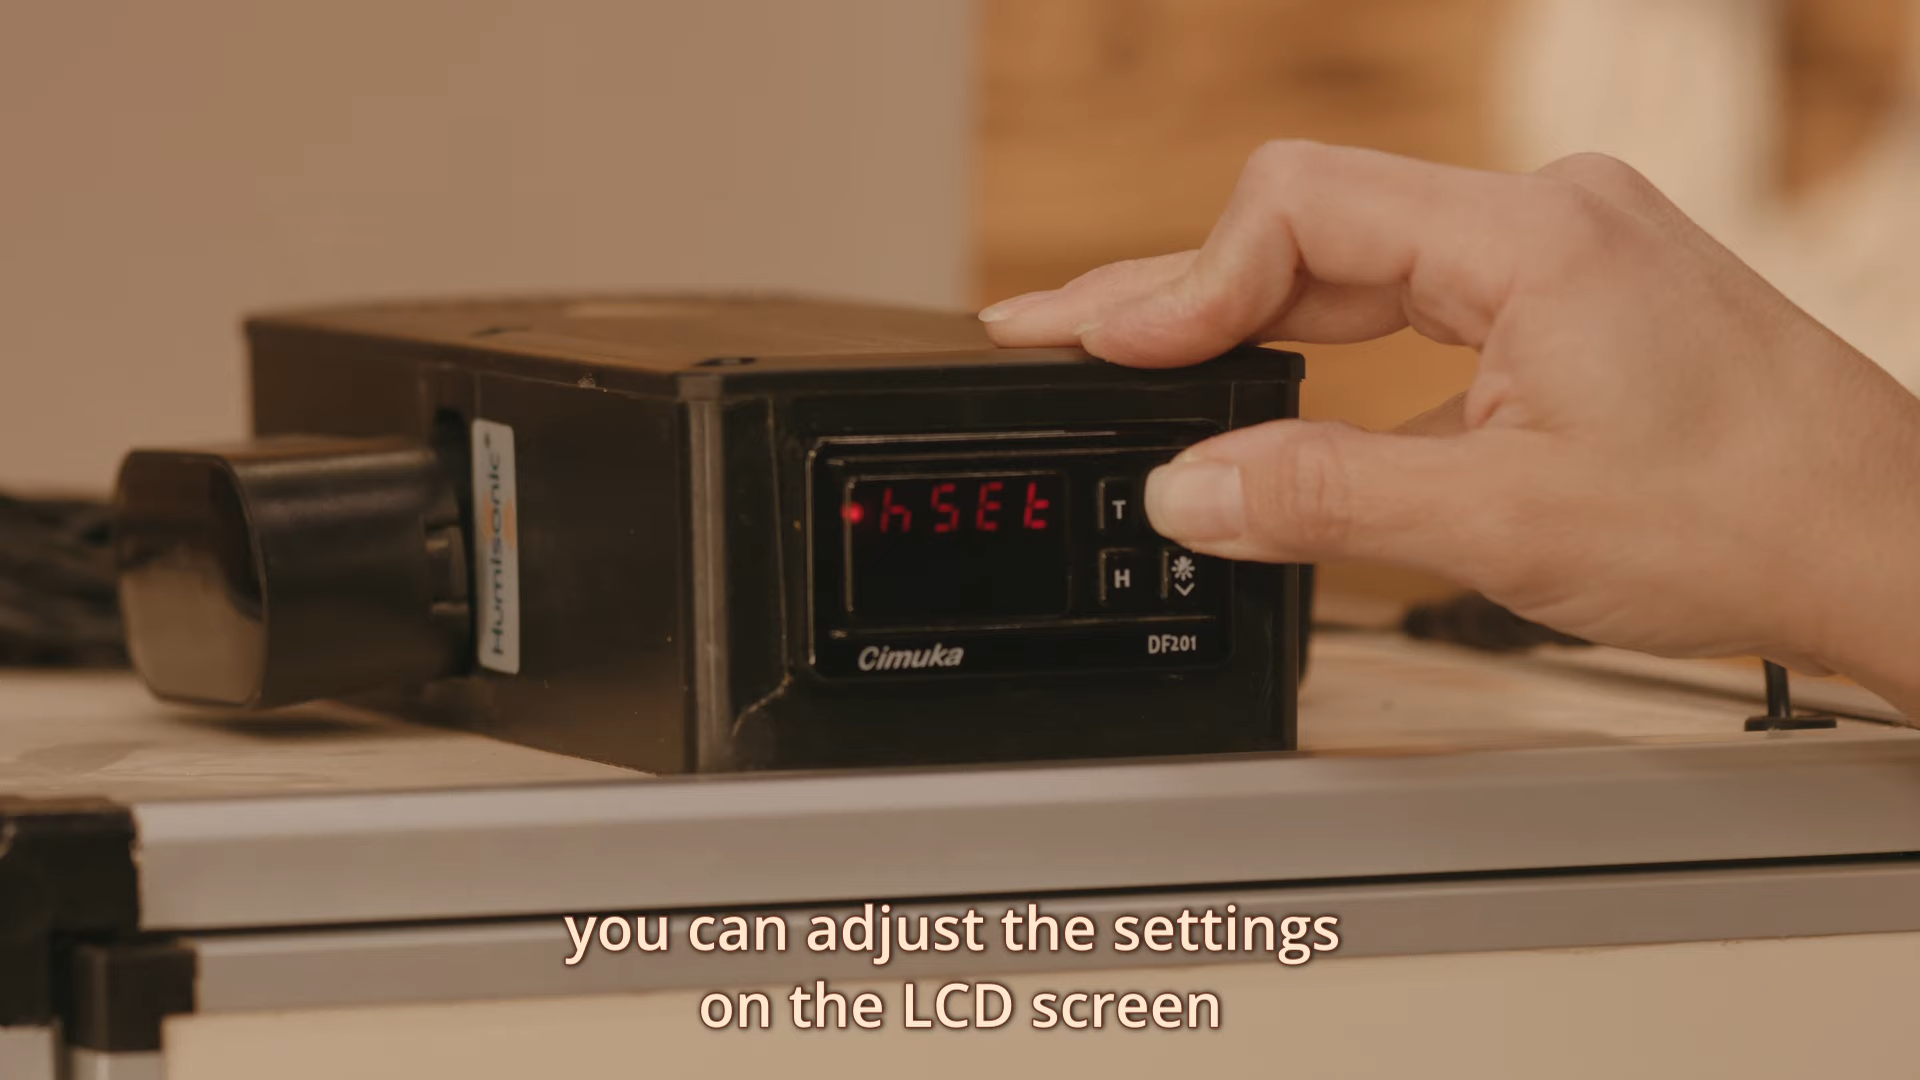 Humisonic
hSEt
T
H
Cimuka
DF201
you can adjust the settings
on the LCD screen